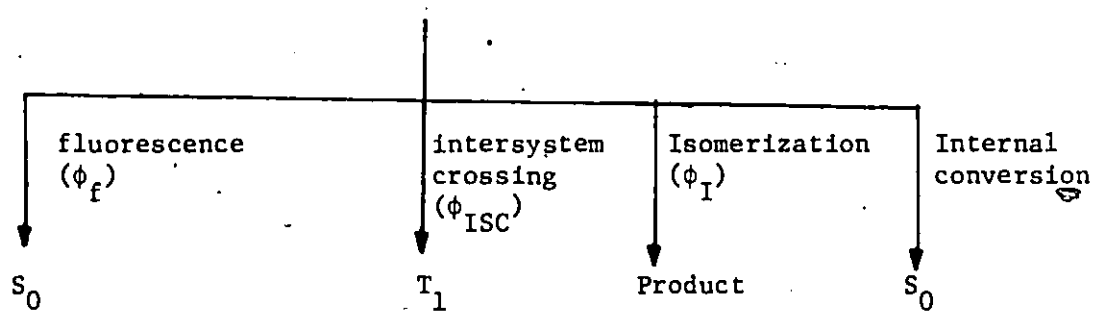 fluorescence
(ϕf)
intersystem
crossing
(ϕISC)
Isomerization
(ϕI)
Internal
conversion
S0
T1
Product
S0